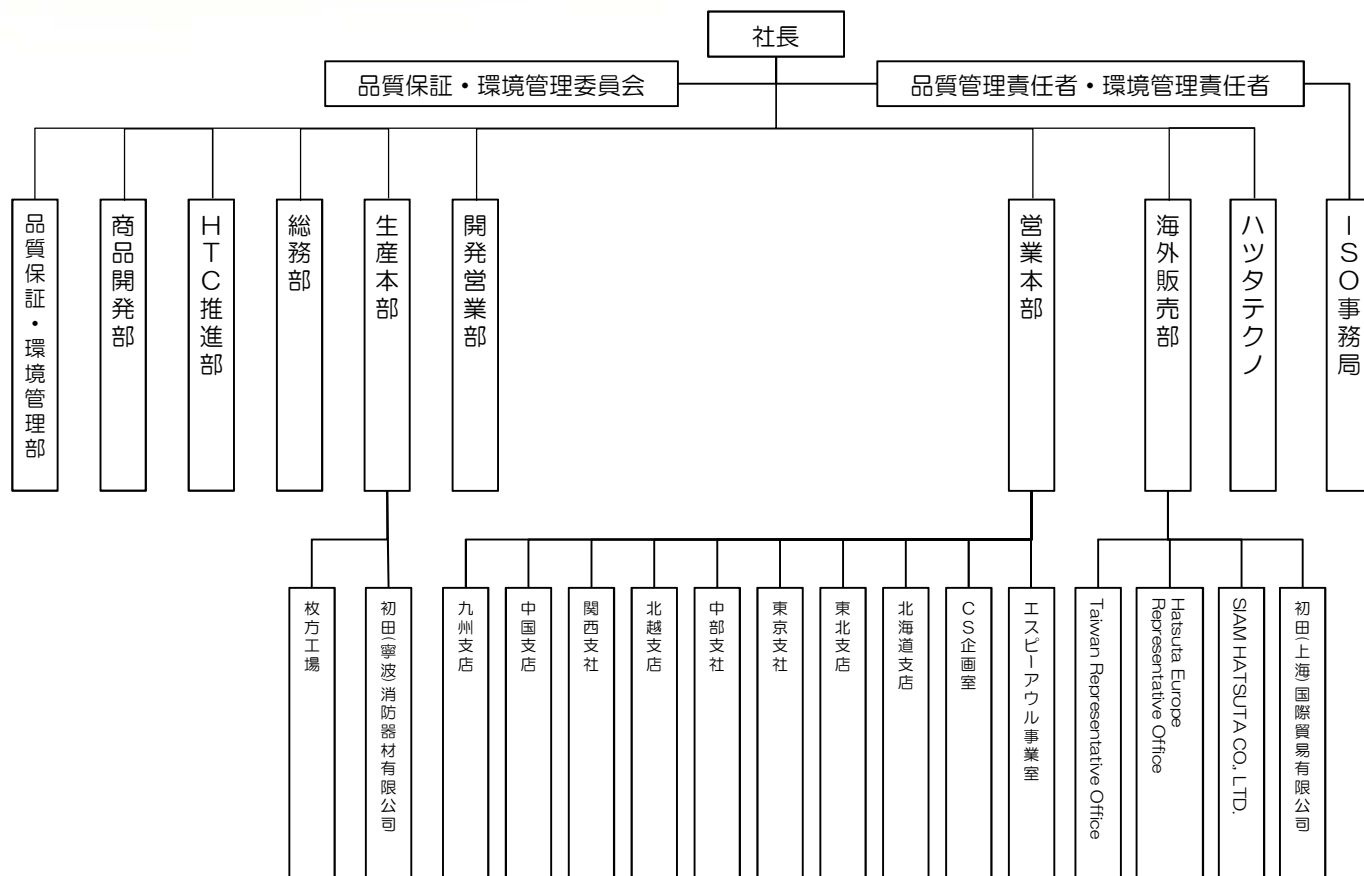 社長
品質保証・環境管理委員会
品質管理責任者・環境管理責任者
品質保証・環境管理部
商品開発部
HTC推進部
総務部
生産本部
開発営業部
営業本部
海外販売部
ハツタテクノ
ISO事務局
枚方工場
初田(寧波)消防器材有限公司
九州支店
中国支店
関西支社
北越支店
中部支社
東京支社
東北支店
北海道支店
CS企画室
エスピーアウル事業室
Taiwan Representative Office
Hatsuta Europe
Representative Office
SIAM HATSUTA CO., LTD.
初田(上海)国際貿易有限公司